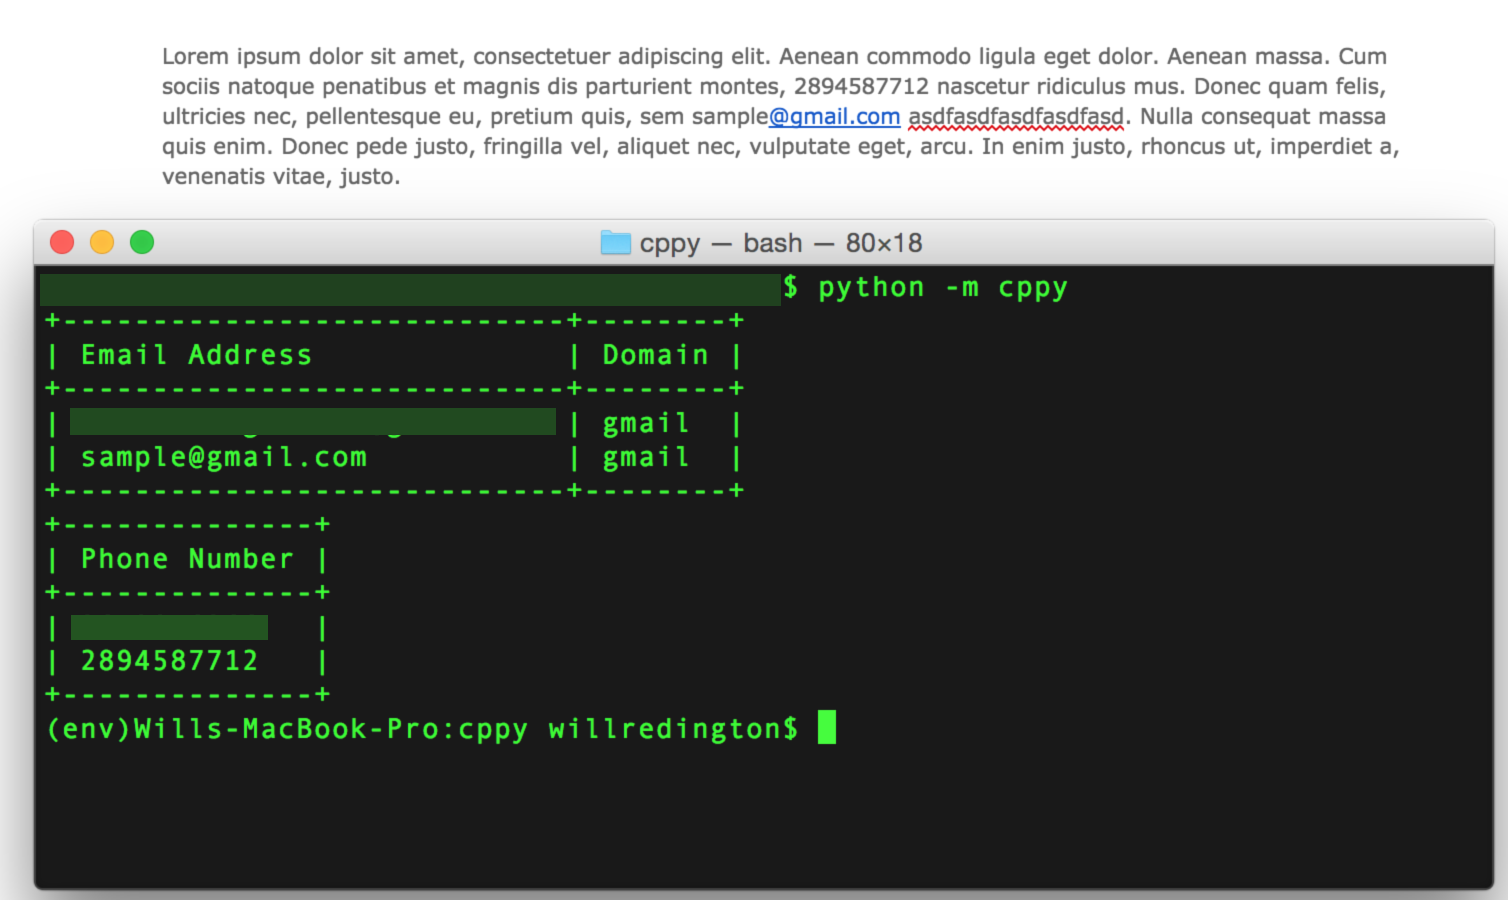 Lorem ipsum dolor sit amet, consectetuer adipiscing elit. Aenean commodo ligula eget dolor. Aenean massa. Cum
sociis natoque penatibus et magnis dis parturient montes, 2894587712 nascetur ridiculus mus. Donec quam felis,
ultricies nec, pellentesque eu, pretium quis, sem sample@gmail.com asdfasdfasdfasdfasd. Nulla consequat massa
quis enim. Donec pede justo, fringilla vel, aliquet nec, vulputate eget, arcu. In enim justo, rhoncus ut, imperdiet a,
venenatis vitae, justo.
cppy — bash — 80×18
$ python -m cppy
+----------------------------+--------+
| Email Address              | Domain |
+----------------------------+--------+
|                            | gmail  |
| sample@gmail.com           | gmail  |
+----------------------------+--------+
+--------------+
| Phone Number |
+--------------+
|              |
| 2894587712   |
+--------------+
(env)Wills-MacBook-Pro:cppy willredington$